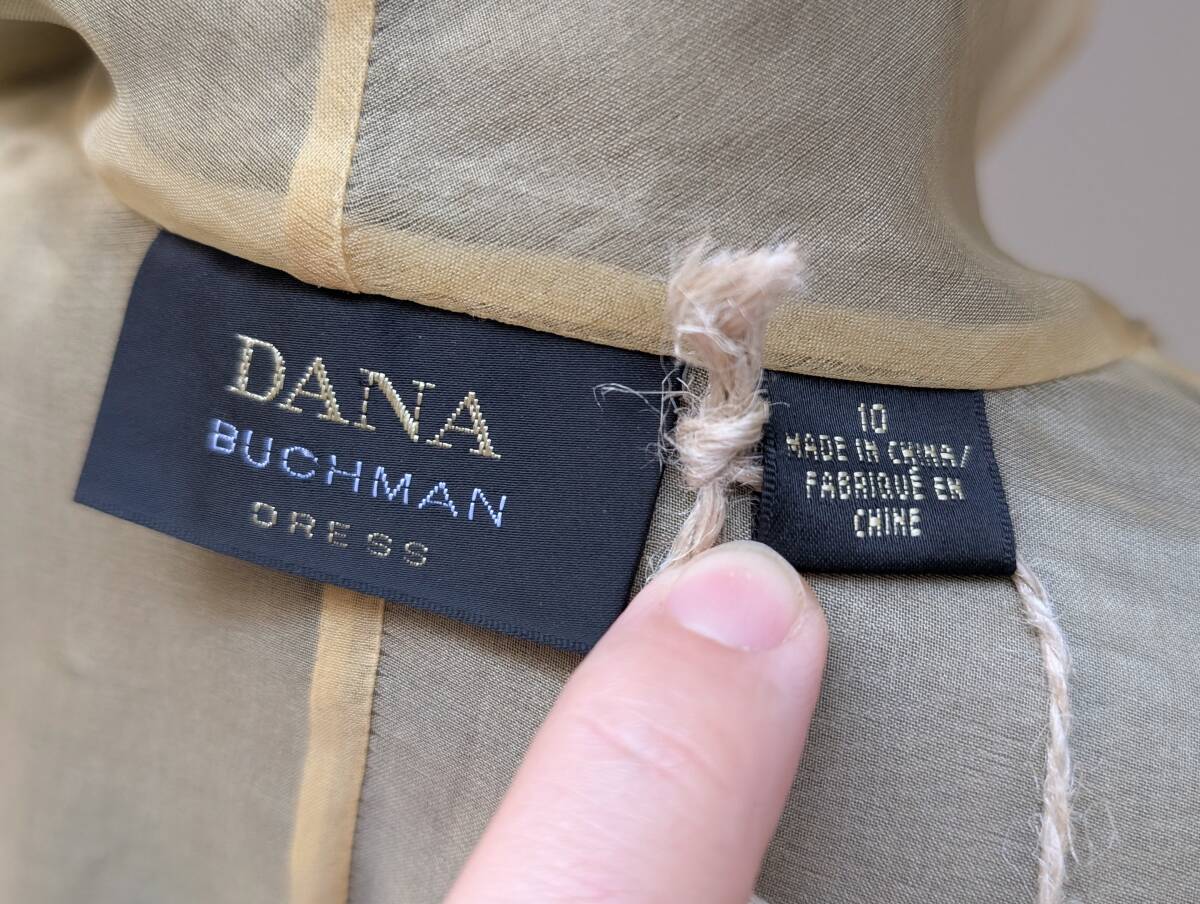 DANA
BUCHMAN
DRESS
10
MADE IN CHINA/
FABRIQUÉ EN
CHINE